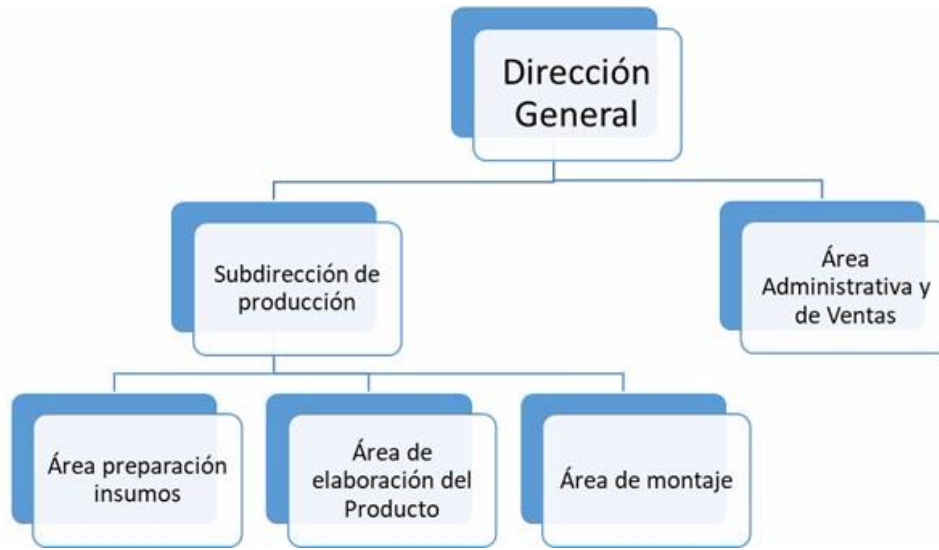 Dirección
General
Subdirección de
producción
Área
Administrativa y
de Ventas
Área preparación
insumos
Área de
elaboración del
Producto
Área de montaje